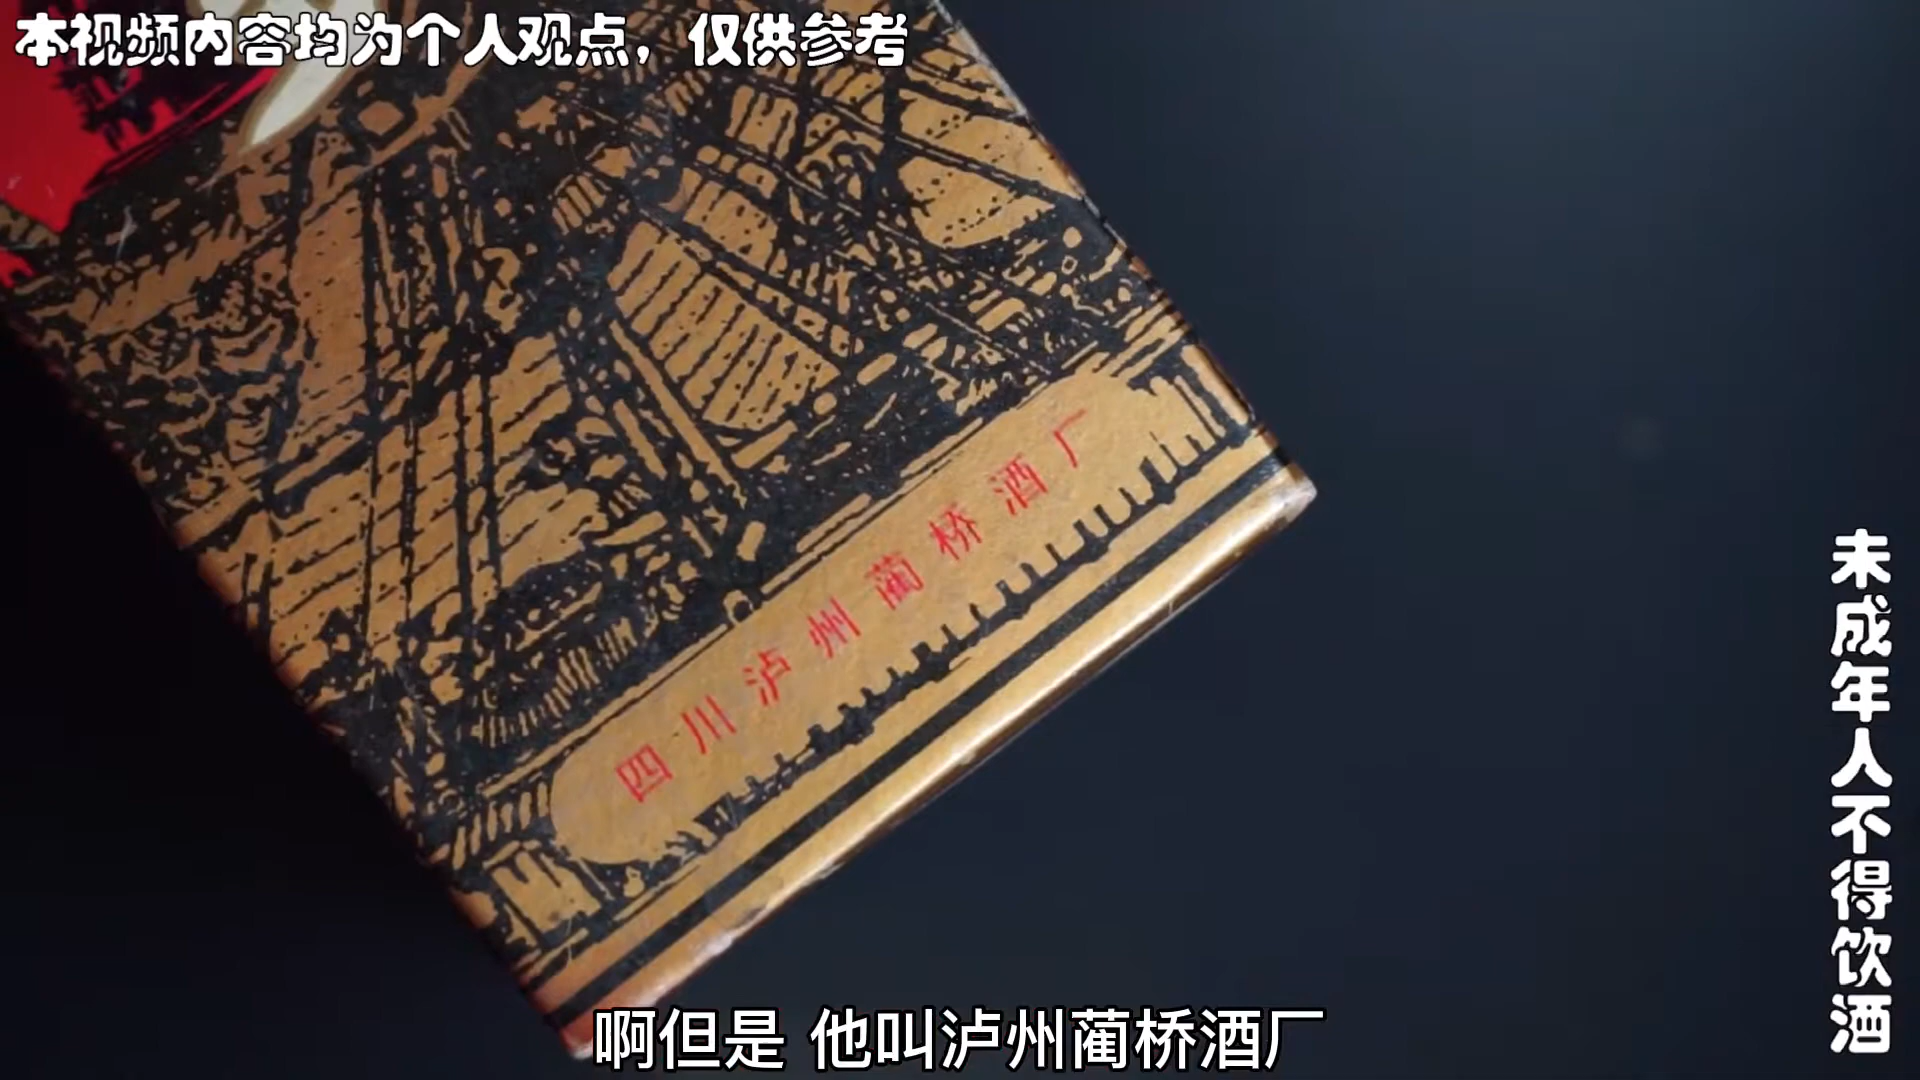 本视频内容均为个人观点，仅供参考
四川泸州蔺桥酒厂
未成年人不得饮酒
啊但是 他叫泸州蔺桥酒厂